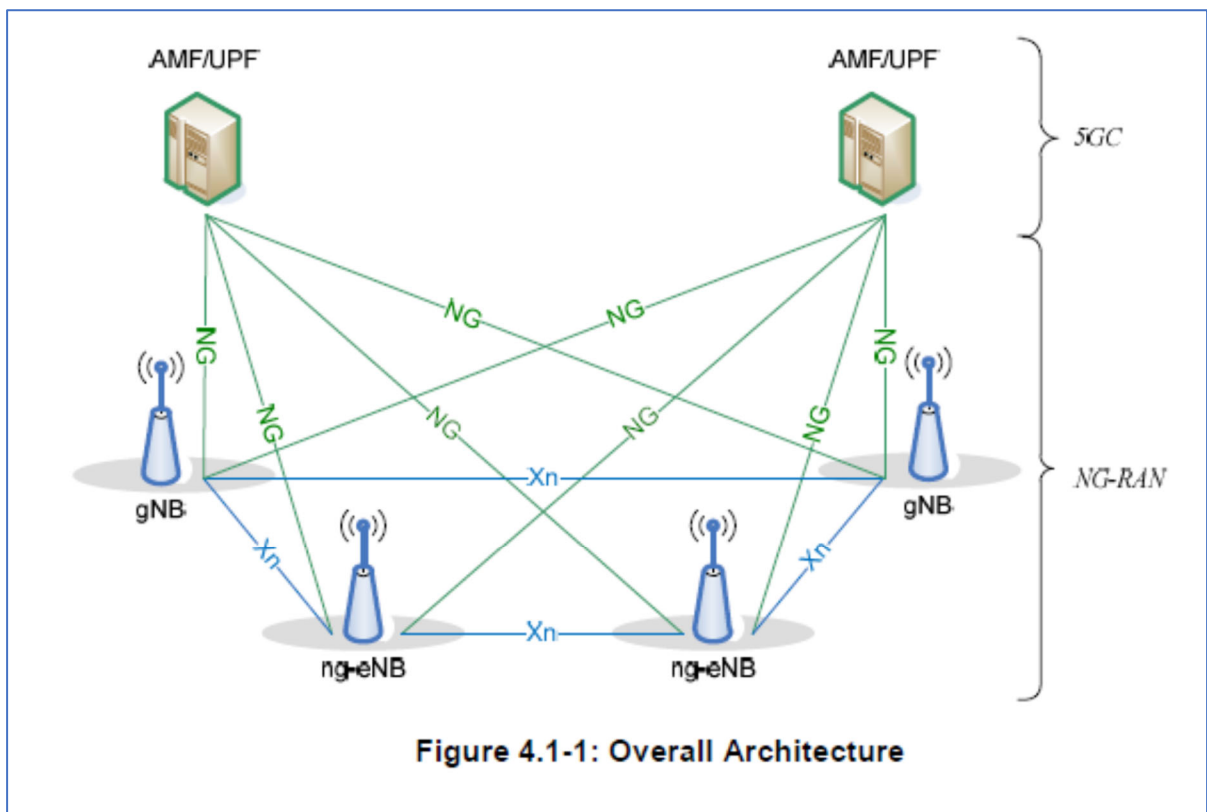 AMF/UPF
AMF/UPF
5GC
NG
NG
NG
NG
NG
NG
NG
NG
gNB
Xn
gNB
NG-RAN
Xn
Xn
ng-eNB
Xn
ng-eNB
Figure 4.1-1: Overall Architecture